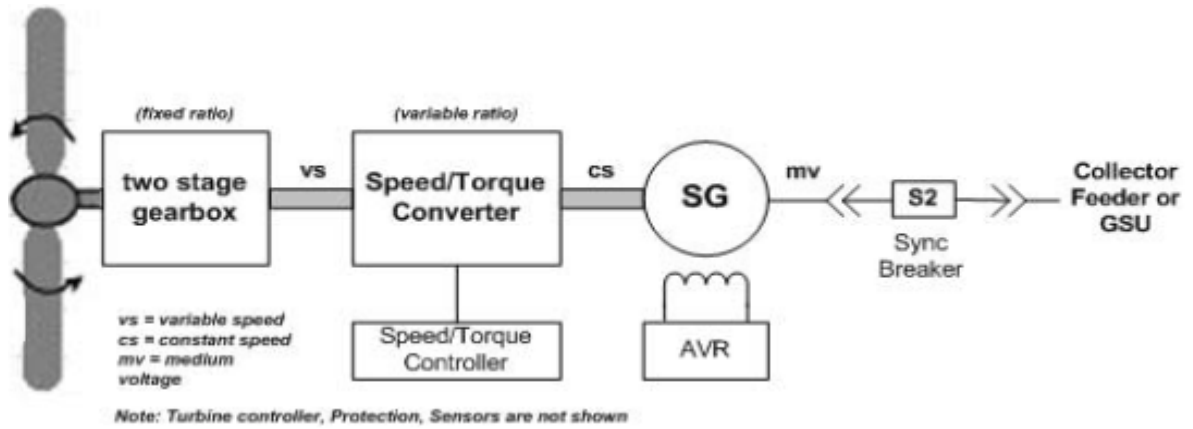 (fixed ratio)
two stage
gearbox
vs
(variable ratio)
Speed/Torque
Converter
cs
SG
mv
S2
Sync
Breaker
Collector
Feeder or
GSU
Speed/Torque
Controller
AVR
vs = variable speed
cs = constant speed
mv = medium
voltage
Note: Turbine controller, Protection, Sensors are not shown